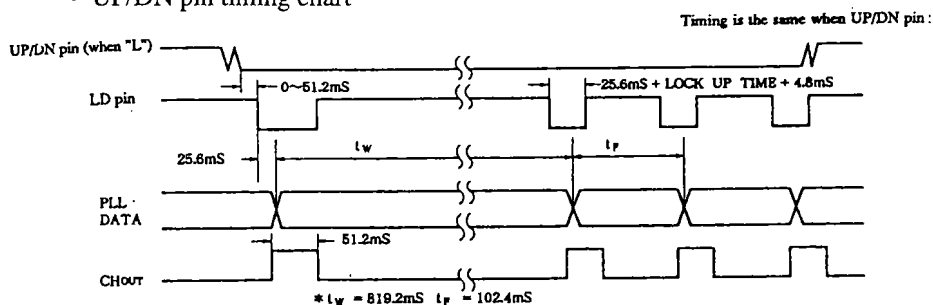 • UP/DN pin timing chart
Timing is the same when UP/DN pin :
UP/DN pin (when "L")
0~51.2mS
25.6mS + LOCK UP TIME + 4.8mS
LD pin
25.6mS
tw
tP
PLL
DATA
51.2mS
CHOUT
* tw = 819.2mS tP = 102.4mS